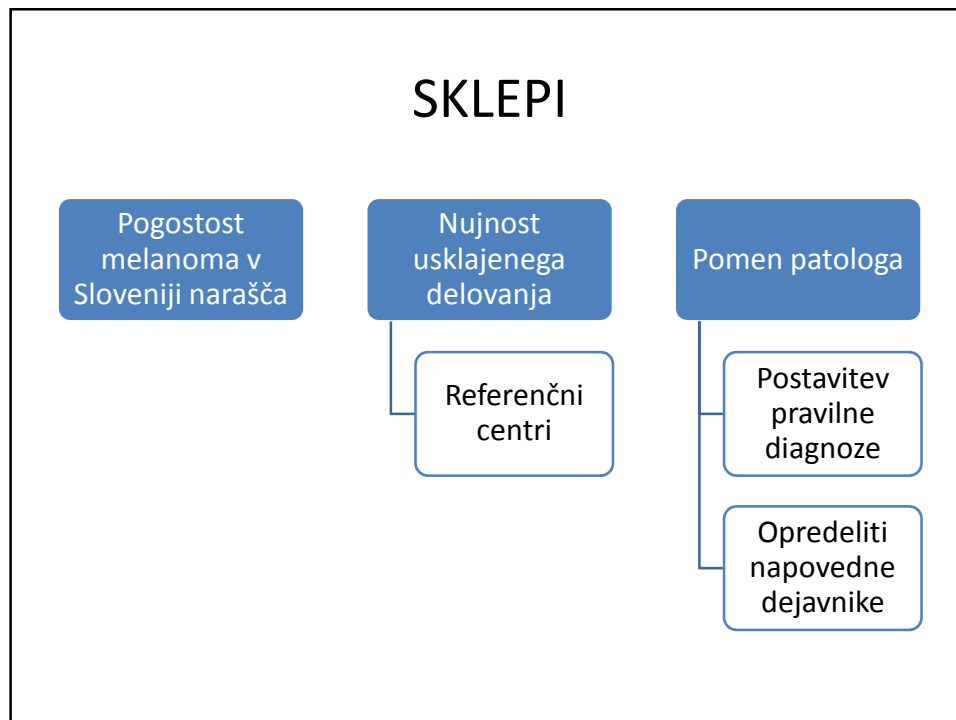 SKLEPI
Pogostost
melanoma v
Sloveniji narašča
Nujnost
usklajenega
delovanja
Referenčni
centri
Pomen patologa
Postavitev
pravilne
diagnoze
Opredeliti
napovedne
dejavnike